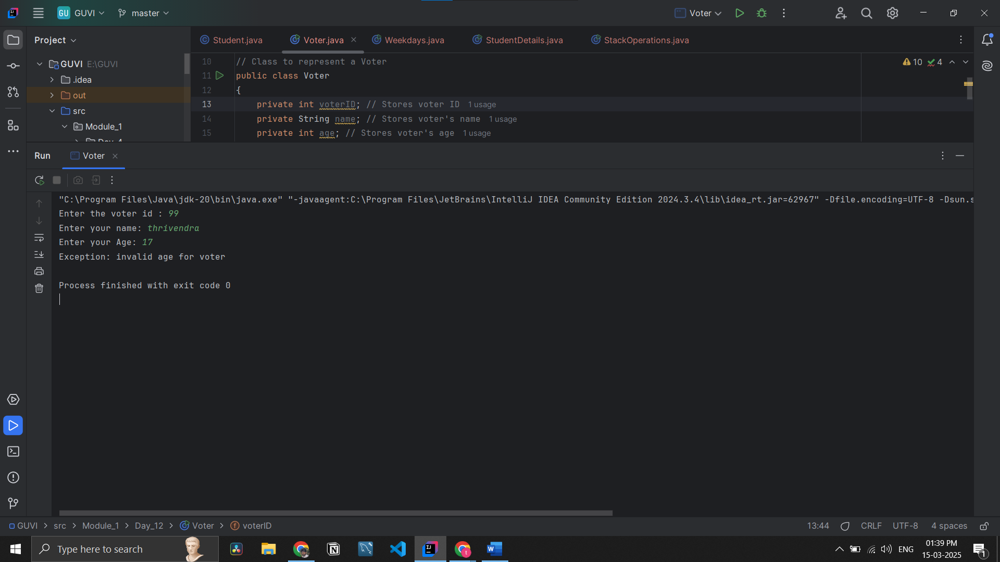 GU GUVI master Voter
Project Student.java Voter.java Weekdays.java StudentDetails.java StackOperations.java
GUVI E:\GUVI
.idea
out
src
Module_1
10 // Class to represent a Voter
11 public class Voter
12 {
13 private int voterID; // Stores voter ID 1 usage
14 private String name; // Stores voter's name 1 usage
15 private int age; // Stores voter's age 1 usage
10 4
Run Voter
"C:\Program Files\Java\jdk-20\bin\java.exe" "-javaagent:C:\Program Files\JetBrains\IntelliJ IDEA Community Edition 2024.3.4\lib\idea_rt.jar=62967" -Dfile.encoding=UTF-8 -Dsun.s
Enter the voter id : 99
Enter your name: thrivendra
Enter your Age: 17
Exception: invalid age for voter
Process finished with exit code 0
GUVI > src > Module_1 > Day_12 > Voter > voterID 13:44 CRLF UTF-8 4 spaces
Type here to search ENG 01:39 PM
15-03-2025 1